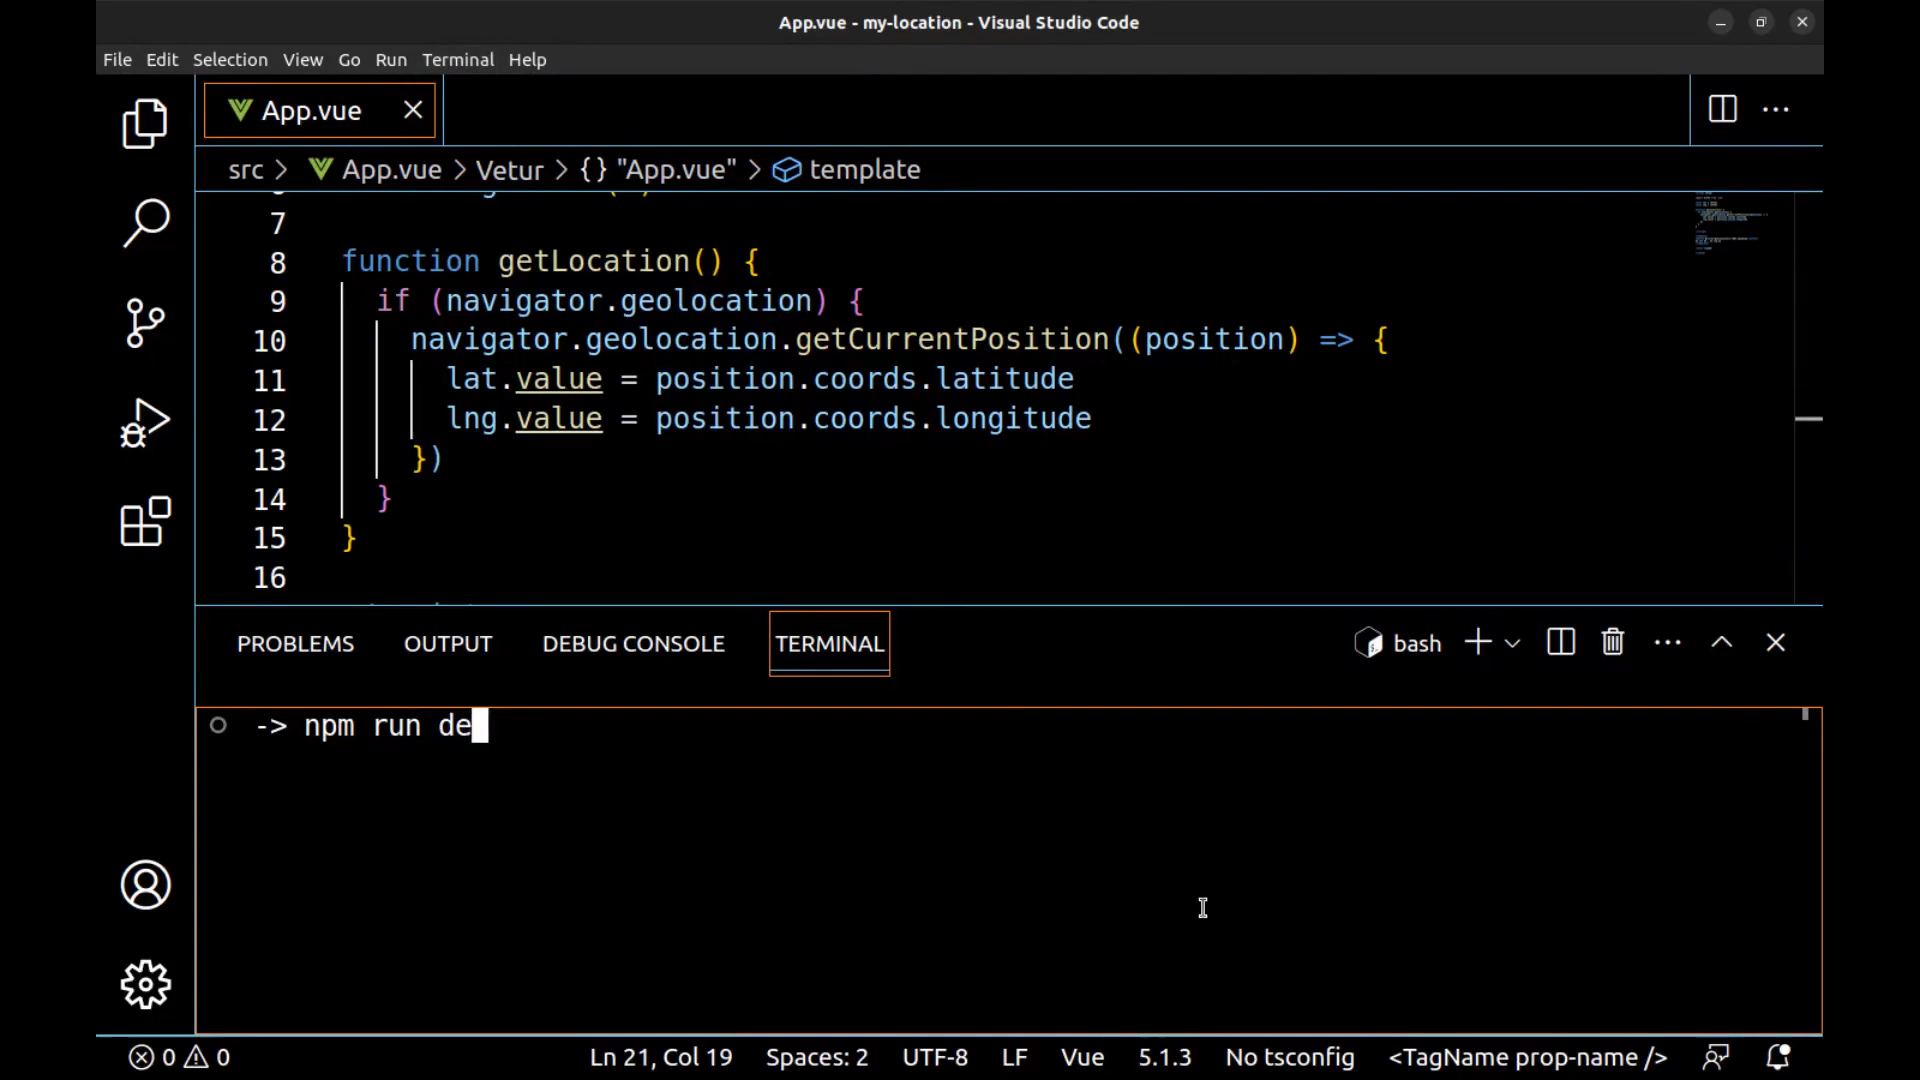 App.vue - my-location - Visual Studio Code
File Edit Selection View Go Run Terminal Help
App.vue
src > App.vue > Vetur > {} "App.vue" > template
7
8 function getLocation() {
9 if (navigator.geolocation) {
10 navigator.geolocation.getCurrentPosition((position) => {
11 lat.value = position.coords.latitude
12 lng.value = position.coords.longitude
13 })
14 }
15 }
16
PROBLEMS OUTPUT DEBUG CONSOLE TERMINAL bash
-> npm run de
0 0 Ln 21, Col 19 Spaces: 2 UTF-8 LF Vue 5.1.3 No tsconfig <TagName prop-name />